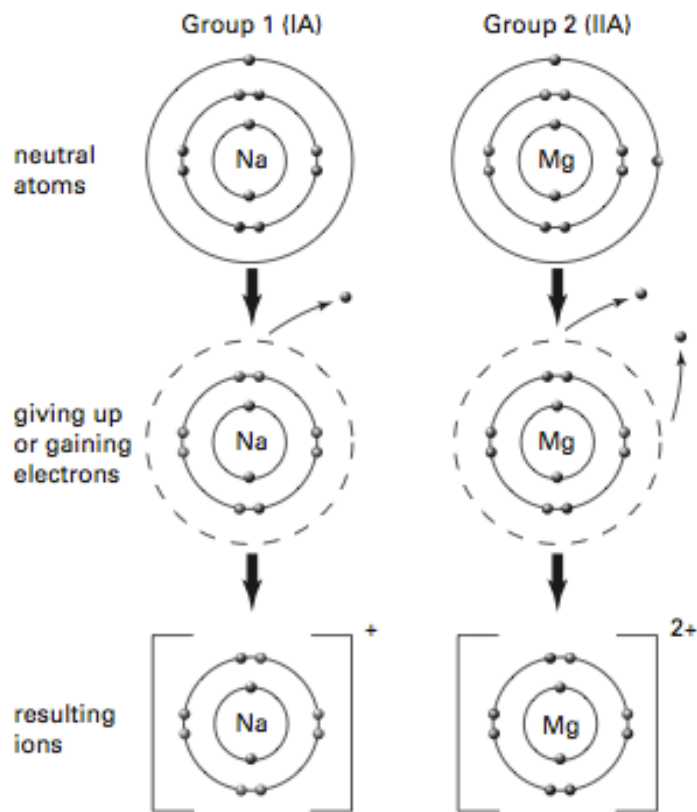 Group 1 (IA)
Group 2 (IIA)
neutral
atoms
Na
Mg
giving up
or gaining
electrons
Na
Mg
resulting
ions
Na
+
Mg
2+